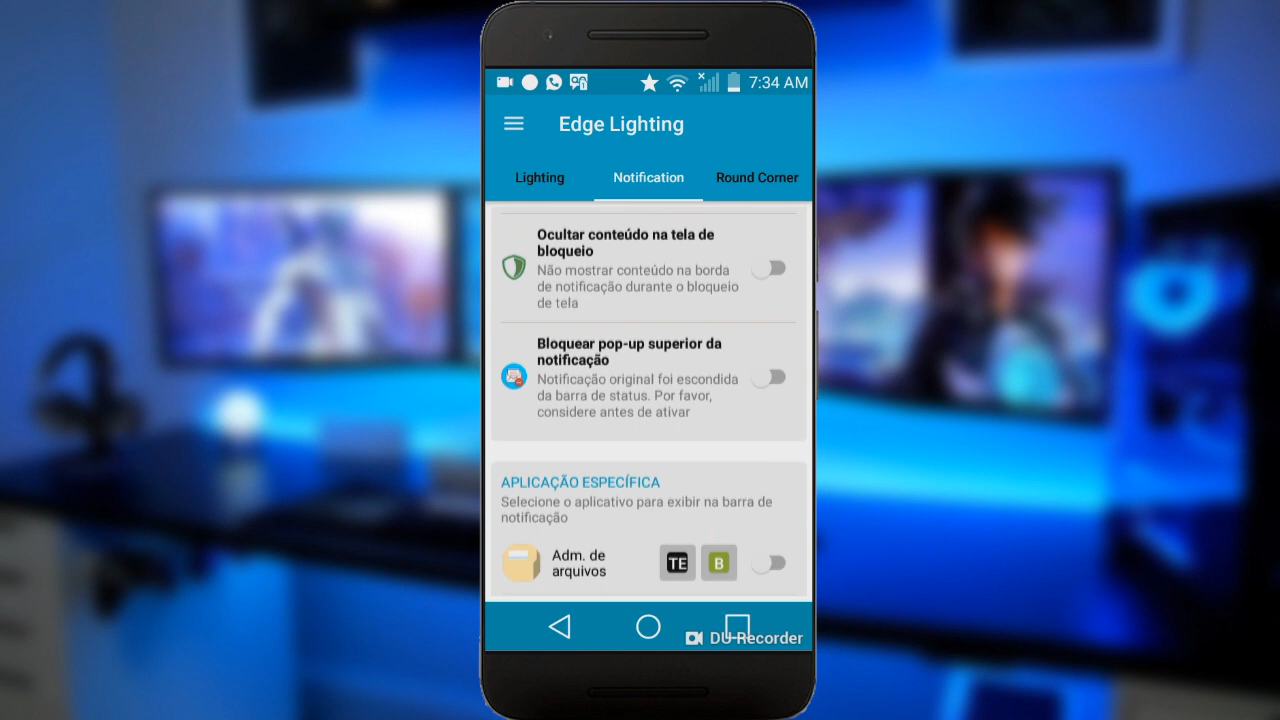 7:34 AM
Edge Lighting
Lighting
Notification
Round Corner
Ocultar conteúdo na tela de
bloqueio
Não mostrar conteúdo na borda
de notificação durante o bloqueio
de tela
Bloquear pop-up superior da
notificação
Notificação original foi escondida
da barra de status. Por favor,
considere antes de ativar
APLICAÇÃO ESPECÍFICA
Selecione o aplicativo para exibir na barra de
notificação
Adm. de
arquivos
TE
B
DU Recorder